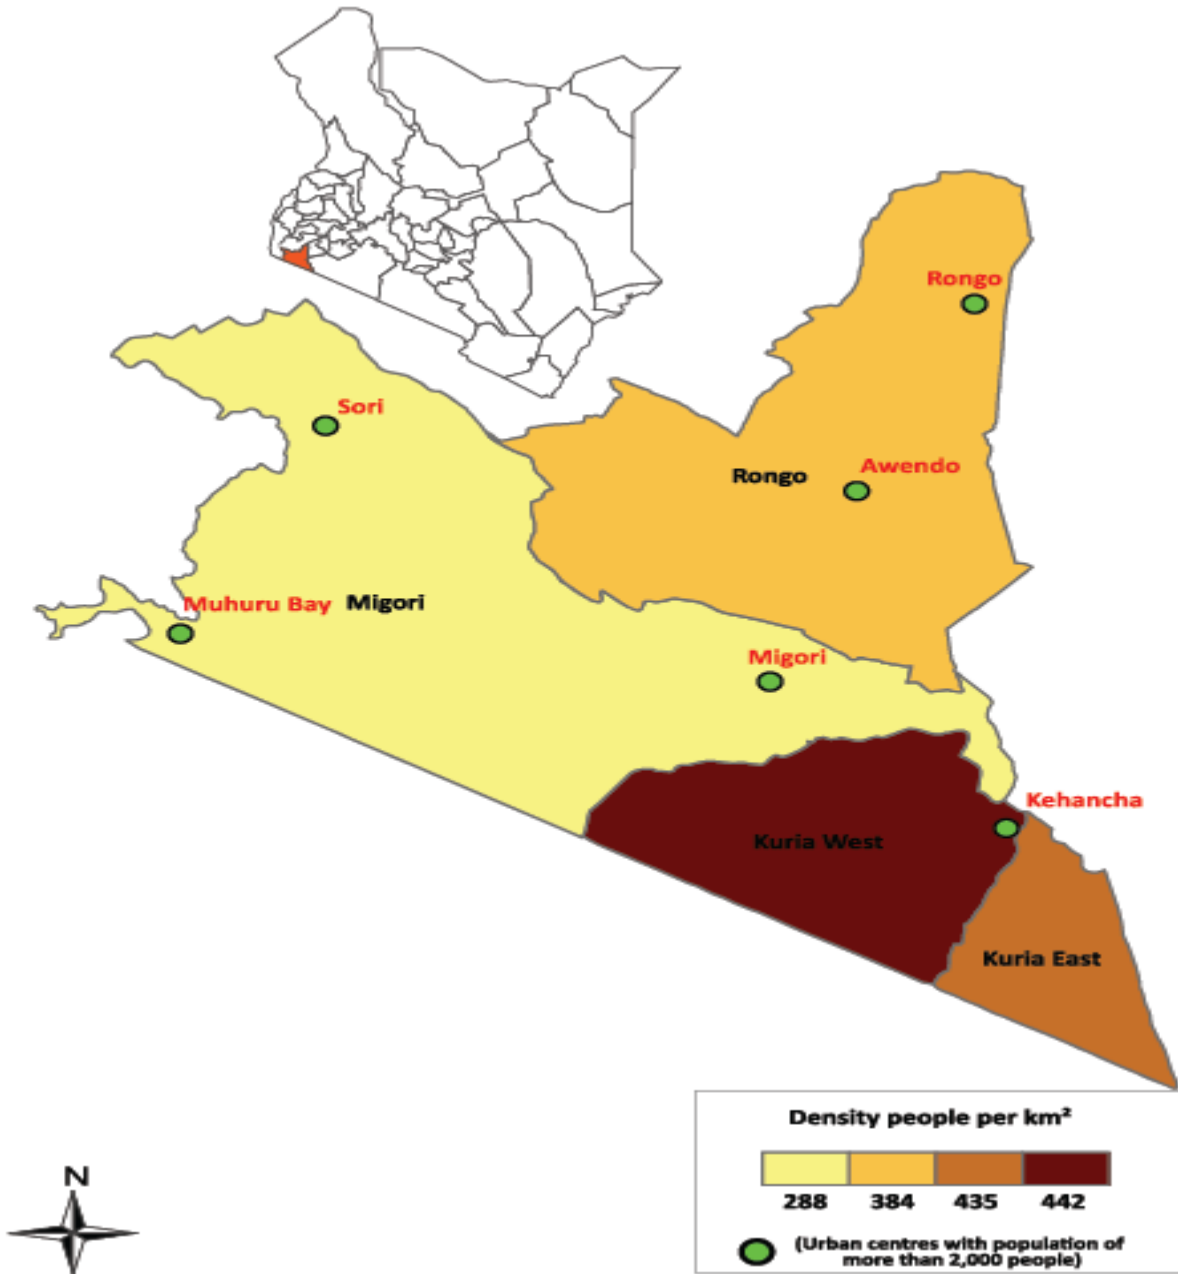 Rongo
Sori
Awendo
Rongo
Muhuru Bay
Migori
Migori
Kehancha
Kuria West
Kuria East
Density people per km²
288 384 435 442
(Urban centres with population of
more than 2,000 people)
N